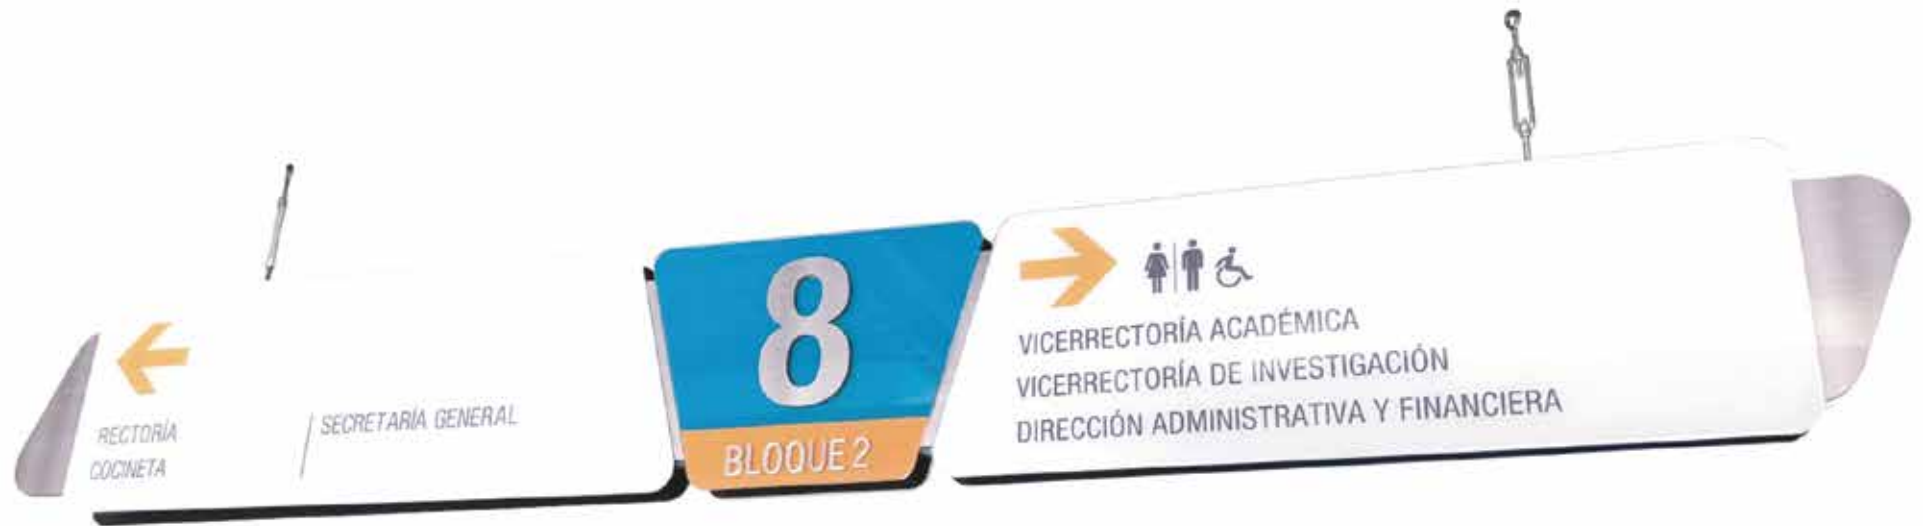 RECTORÍA
COCINETA
SECRETARÍA GENERAL
8
BLOQUE 2
VICERRECTORÍA ACADÉMICA
VICERRECTORÍA DE INVESTIGACIÓN
DIRECCIÓN ADMINISTRATIVA Y FINANCIERA